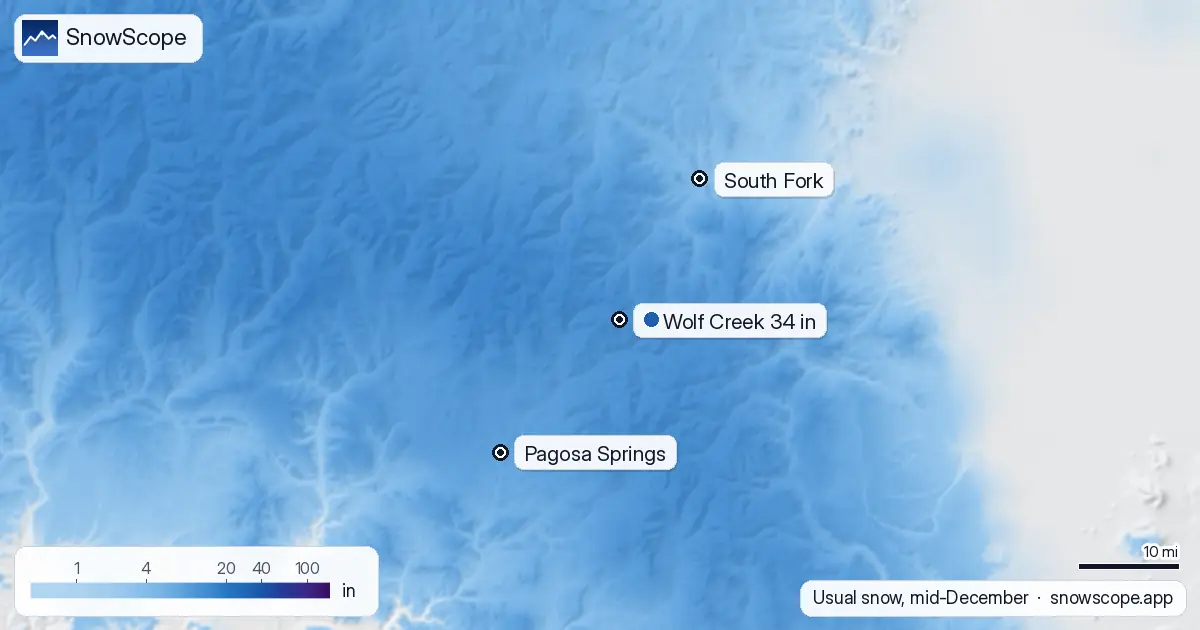 SnowScope
South Fork
Wolf Creek 34 in
Pagosa Springs
1 4 20 40 100
in
10 mi
Usual snow, mid-December · snowscope.app